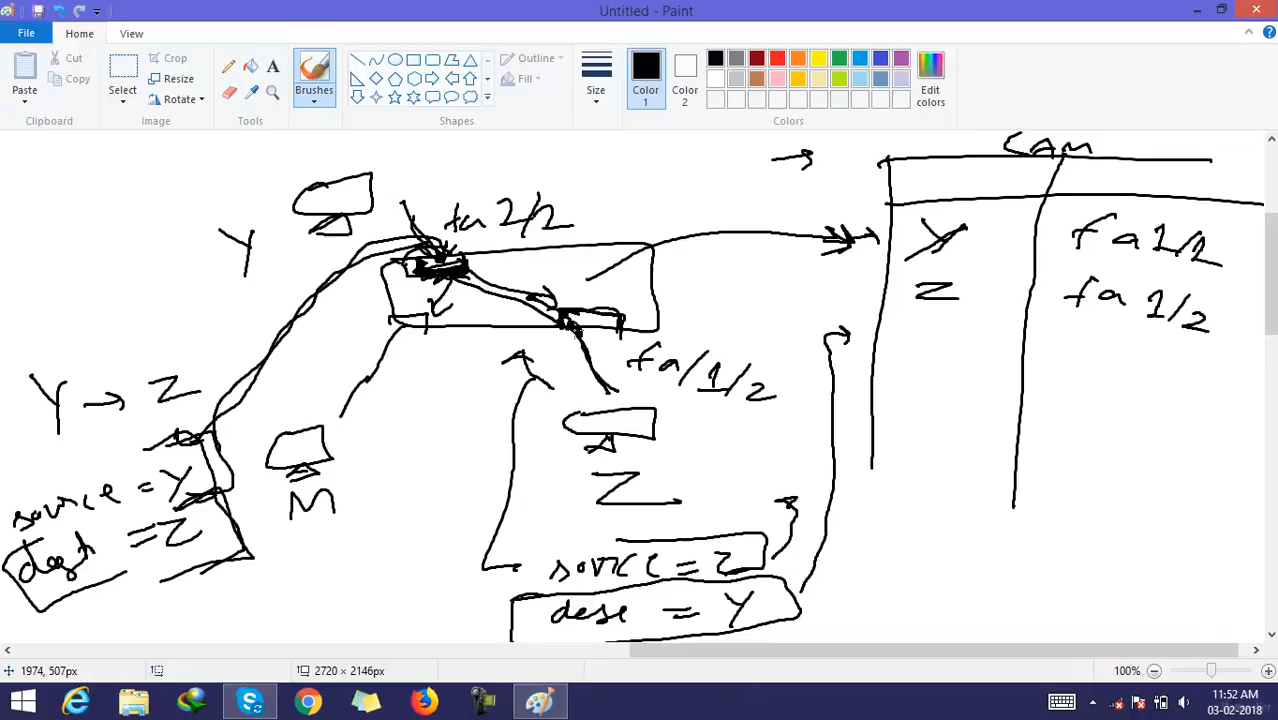 Untitled - Paint
File
Home
View
Paste
Cut
Copy
Clipboard
Select
Crop
Resize
Rotate
Image
A
Tools
Brushes
Outline
Fill
Shapes
Size
Color
1
Color
2
Edit
colors
Colors
CAM
Y
fa 2/2
Y fa 1/2
Z fa 1/2
Y → Z
fa/1/2
source = Y
M
Z
dest = Z
source = Z
dese = Y
1974, 507px
2720 × 2146px
100%
11:52 AM
03-02-2018